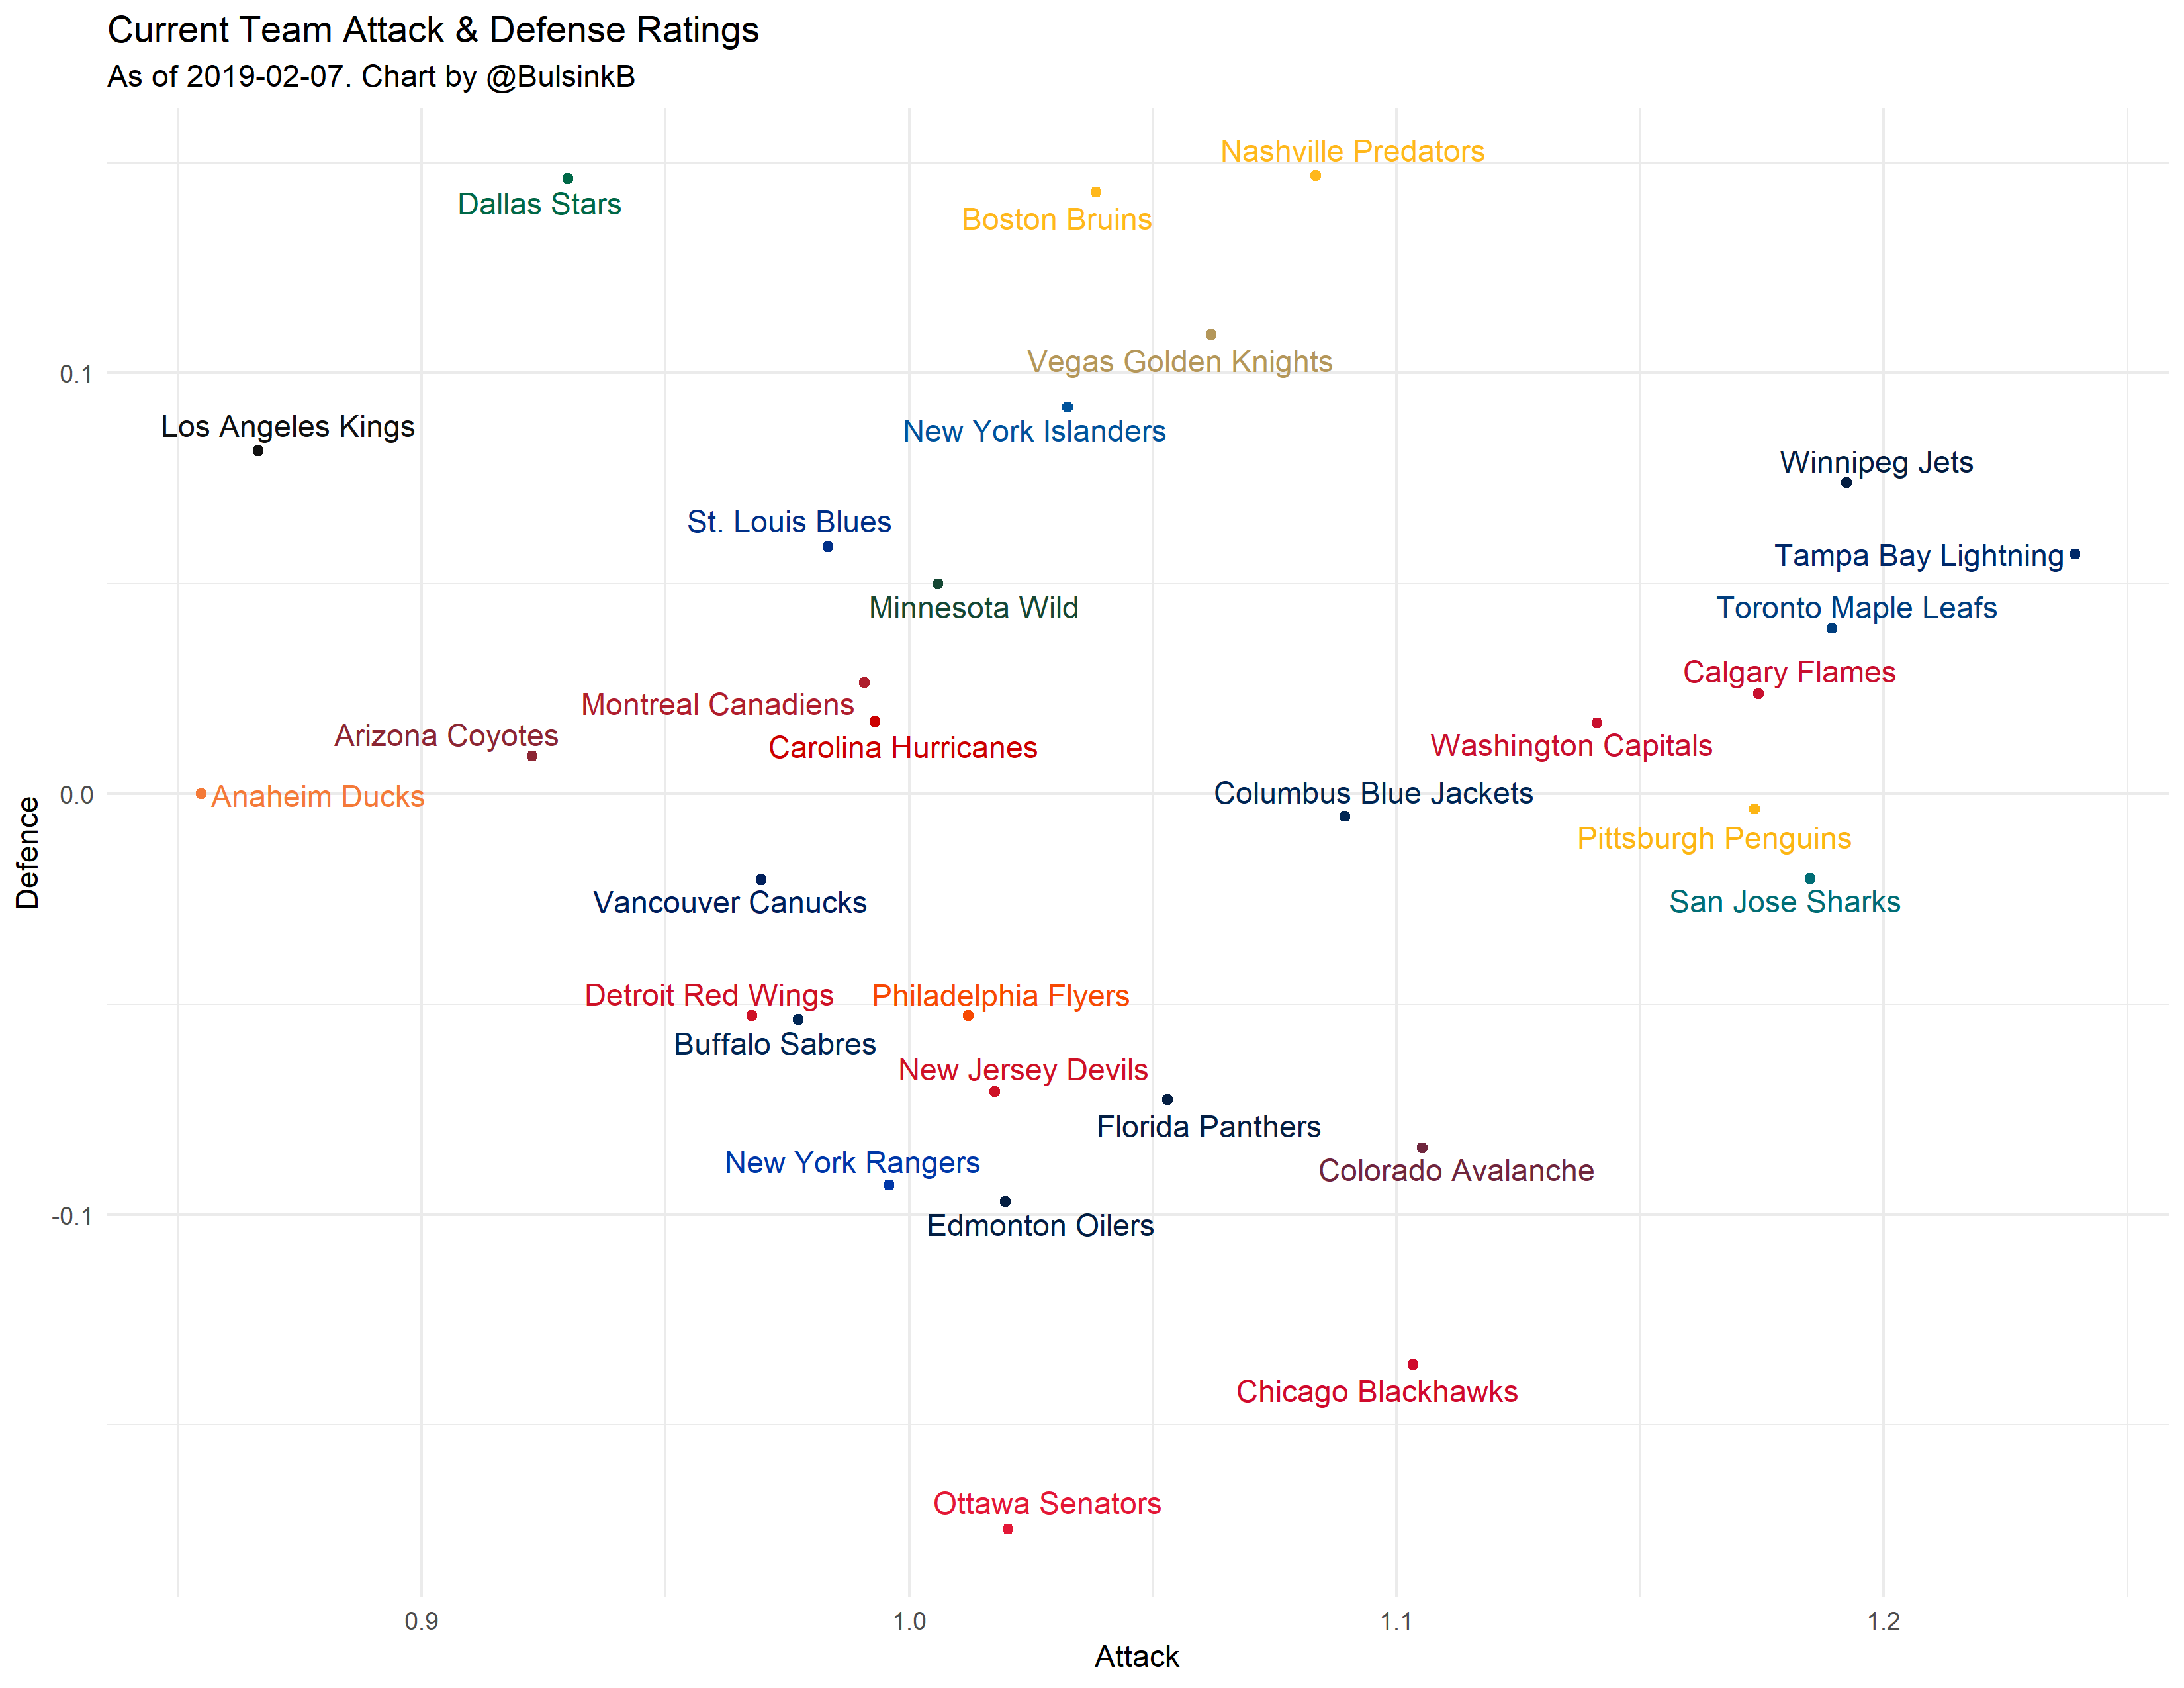 Current Team Attack & Defense Ratings
As of 2019-02-07. Chart by @BulsinkB
Nashville Predators
Dallas Stars
Boston Bruins
Vegas Golden Knights
0.1
Los Angeles Kings
New York Islanders
Winnipeg Jets
St. Louis Blues
Tampa Bay Lightning
Minnesota Wild
Toronto Maple Leafs
Calgary Flames
Montreal Canadiens
Arizona Coyotes
Carolina Hurricanes
Washington Capitals
0.0
Anaheim Ducks
Columbus Blue Jackets
Pittsburgh Penguins
Defence
Vancouver Canucks
San Jose Sharks
Detroit Red Wings
Philadelphia Flyers
Buffalo Sabres
New Jersey Devils
Florida Panthers
New York Rangers
Colorado Avalanche
-0.1
Edmonton Oilers
Chicago Blackhawks
Ottawa Senators
0.9
1.0
1.1
1.2
Attack